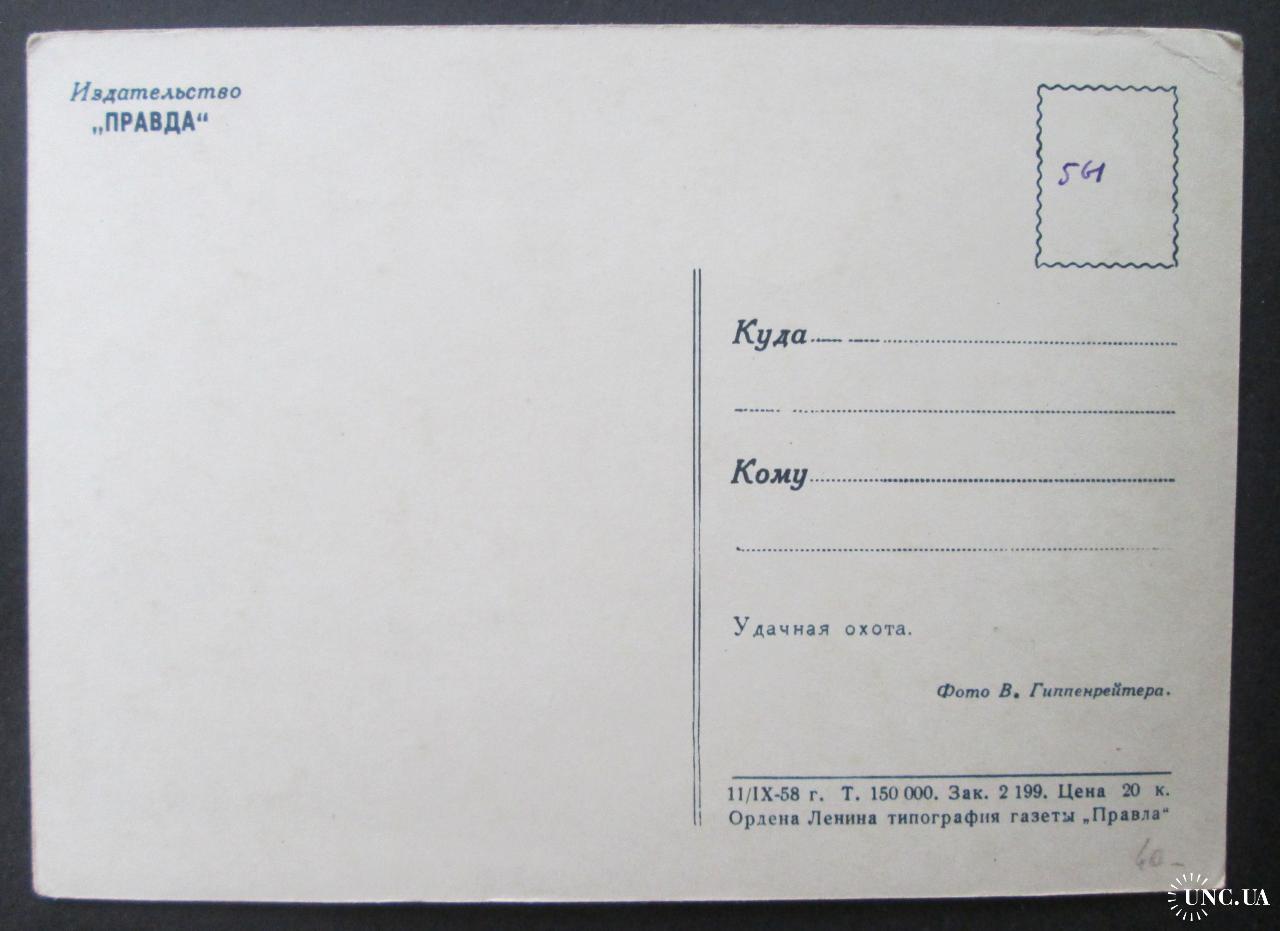 Издательство
„ПРАВДА“
561
Куда
Кому
Удачная охота.
Фото В. Гиппенрейтера.
11/IX-58 г. Т. 150 000. Зак. 2 199. Цена 20 к.
Ордена Ленина типография газеты „Правда“
60-
UNC.UA